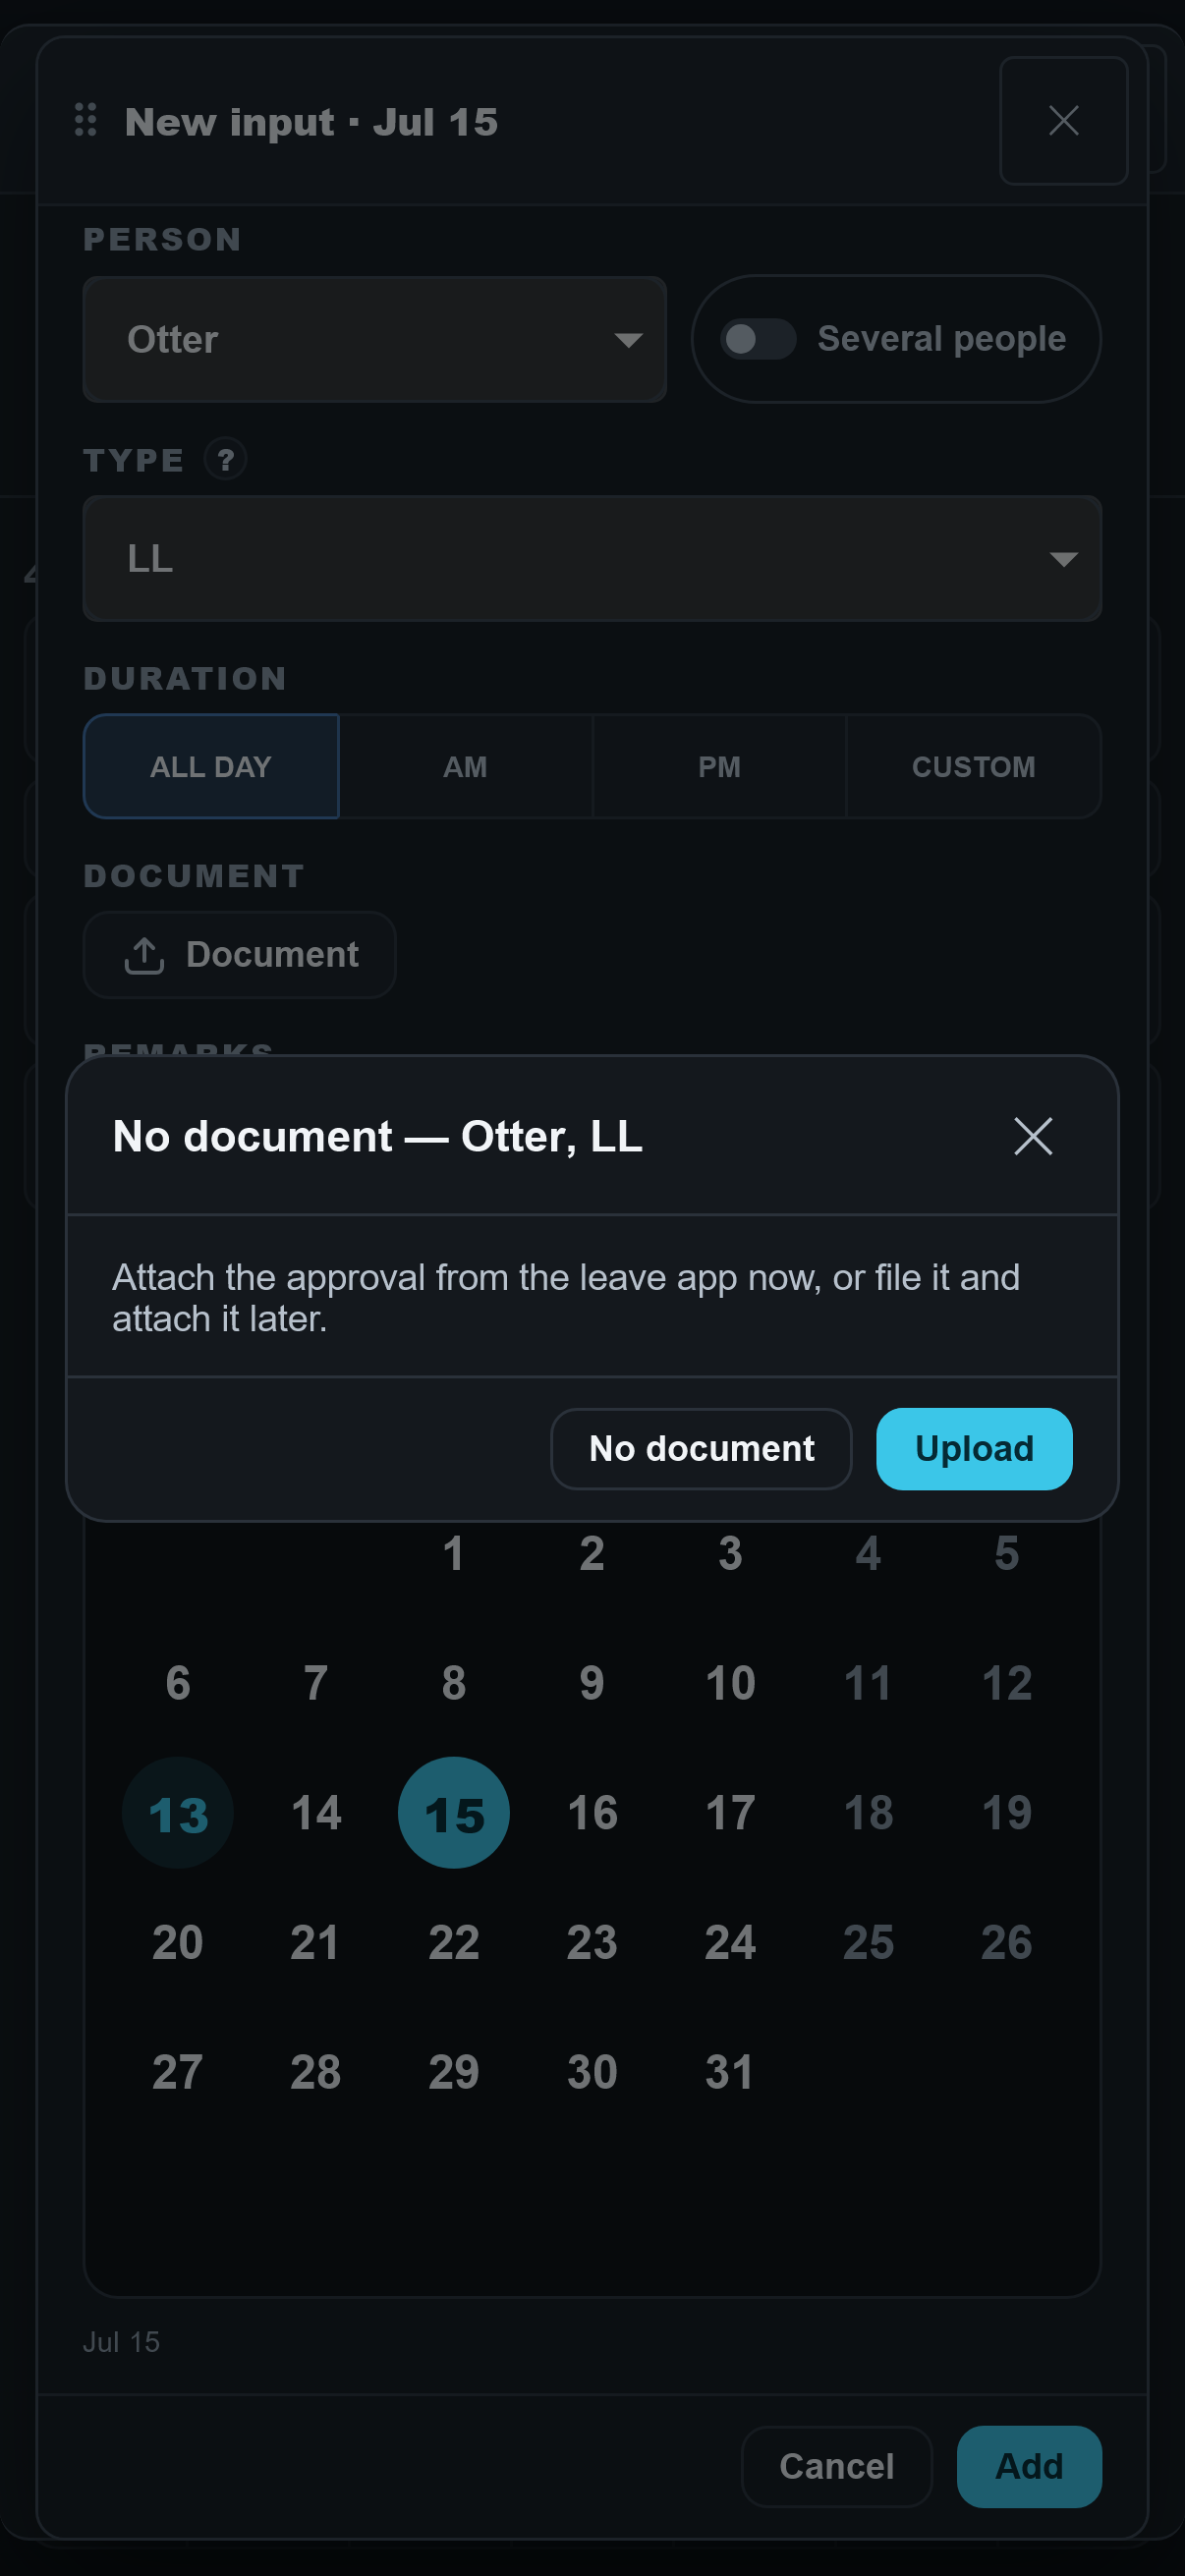 New input · Jul 15
PERSON
Otter
Several people
TYPE ?
LL
DURATION
ALL DAY AM PM CUSTOM
DOCUMENT
Document
REMARKS
No document — Otter, LL
Attach the approval from the leave app now, or file it and
attach it later.
No document Upload
1 2 3 4 5
6 7 8 9 10 11 12
13 14 15 16 17 18 19
20 21 22 23 24 25 26
27 28 29 30 31
Jul 15
Cancel Add